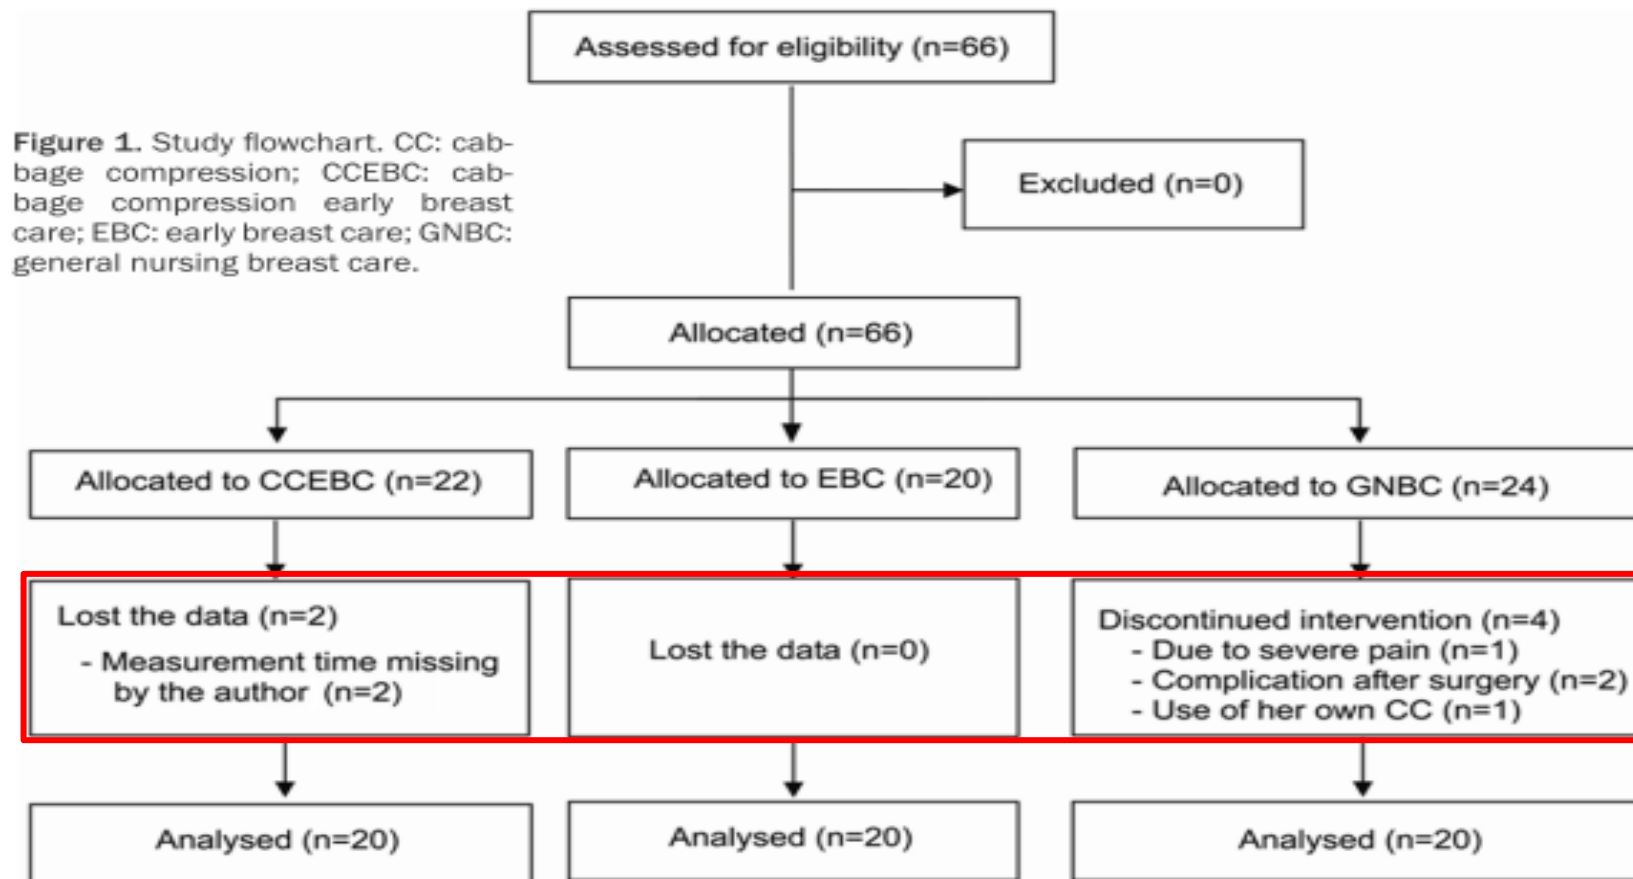 Assessed for eligibility (n=66)
Figure 1. Study flowchart. CC: cab-
bage compression; CCEBC: cab-
bage compression early breast
care; EBC: early breast care; GNBC:
general nursing breast care.
Excluded (n=0)
Allocated (n=66)
Allocated to CCEBC (n=22)
Allocated to EBC (n=20)
Allocated to GNBC (n=24)
Lost the data (n=2)
- Measurement time missing
by the author (n=2)
Lost the data (n=0)
Discontinued intervention (n=4)
- Due to severe pain (n=1)
- Complication after surgery (n=2)
- Use of her own CC (n=1)
Analysed (n=20)
Analysed (n=20)
Analysed (n=20)